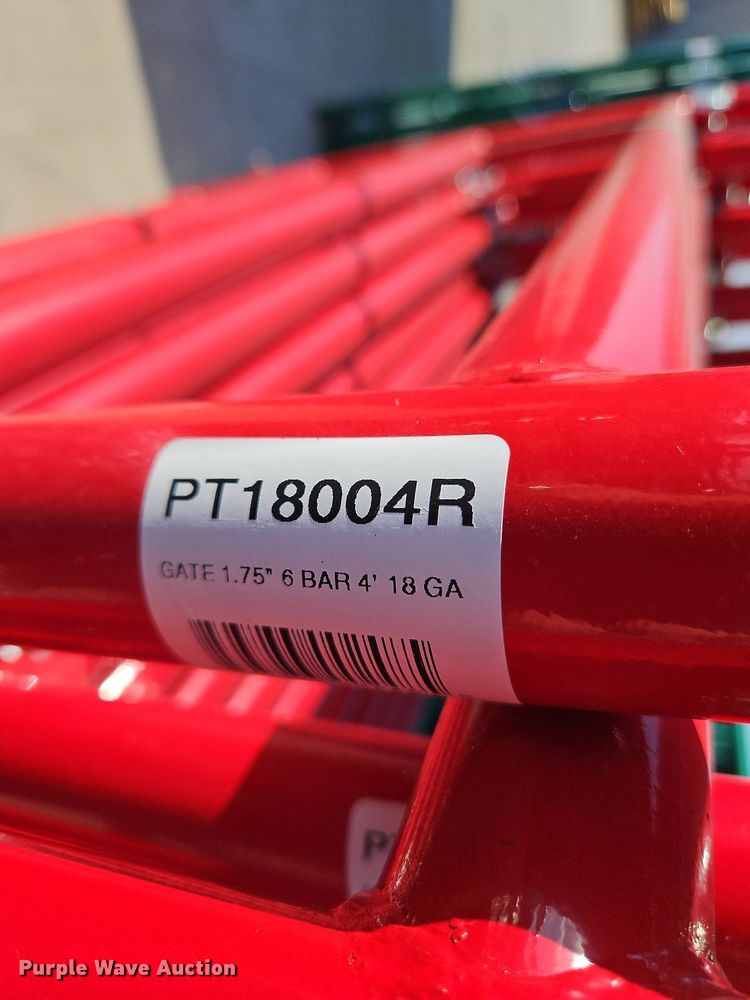 PT18004R
GATE 1.75" 6 BAR 4' 18 GA
P
Purple Wave Auction